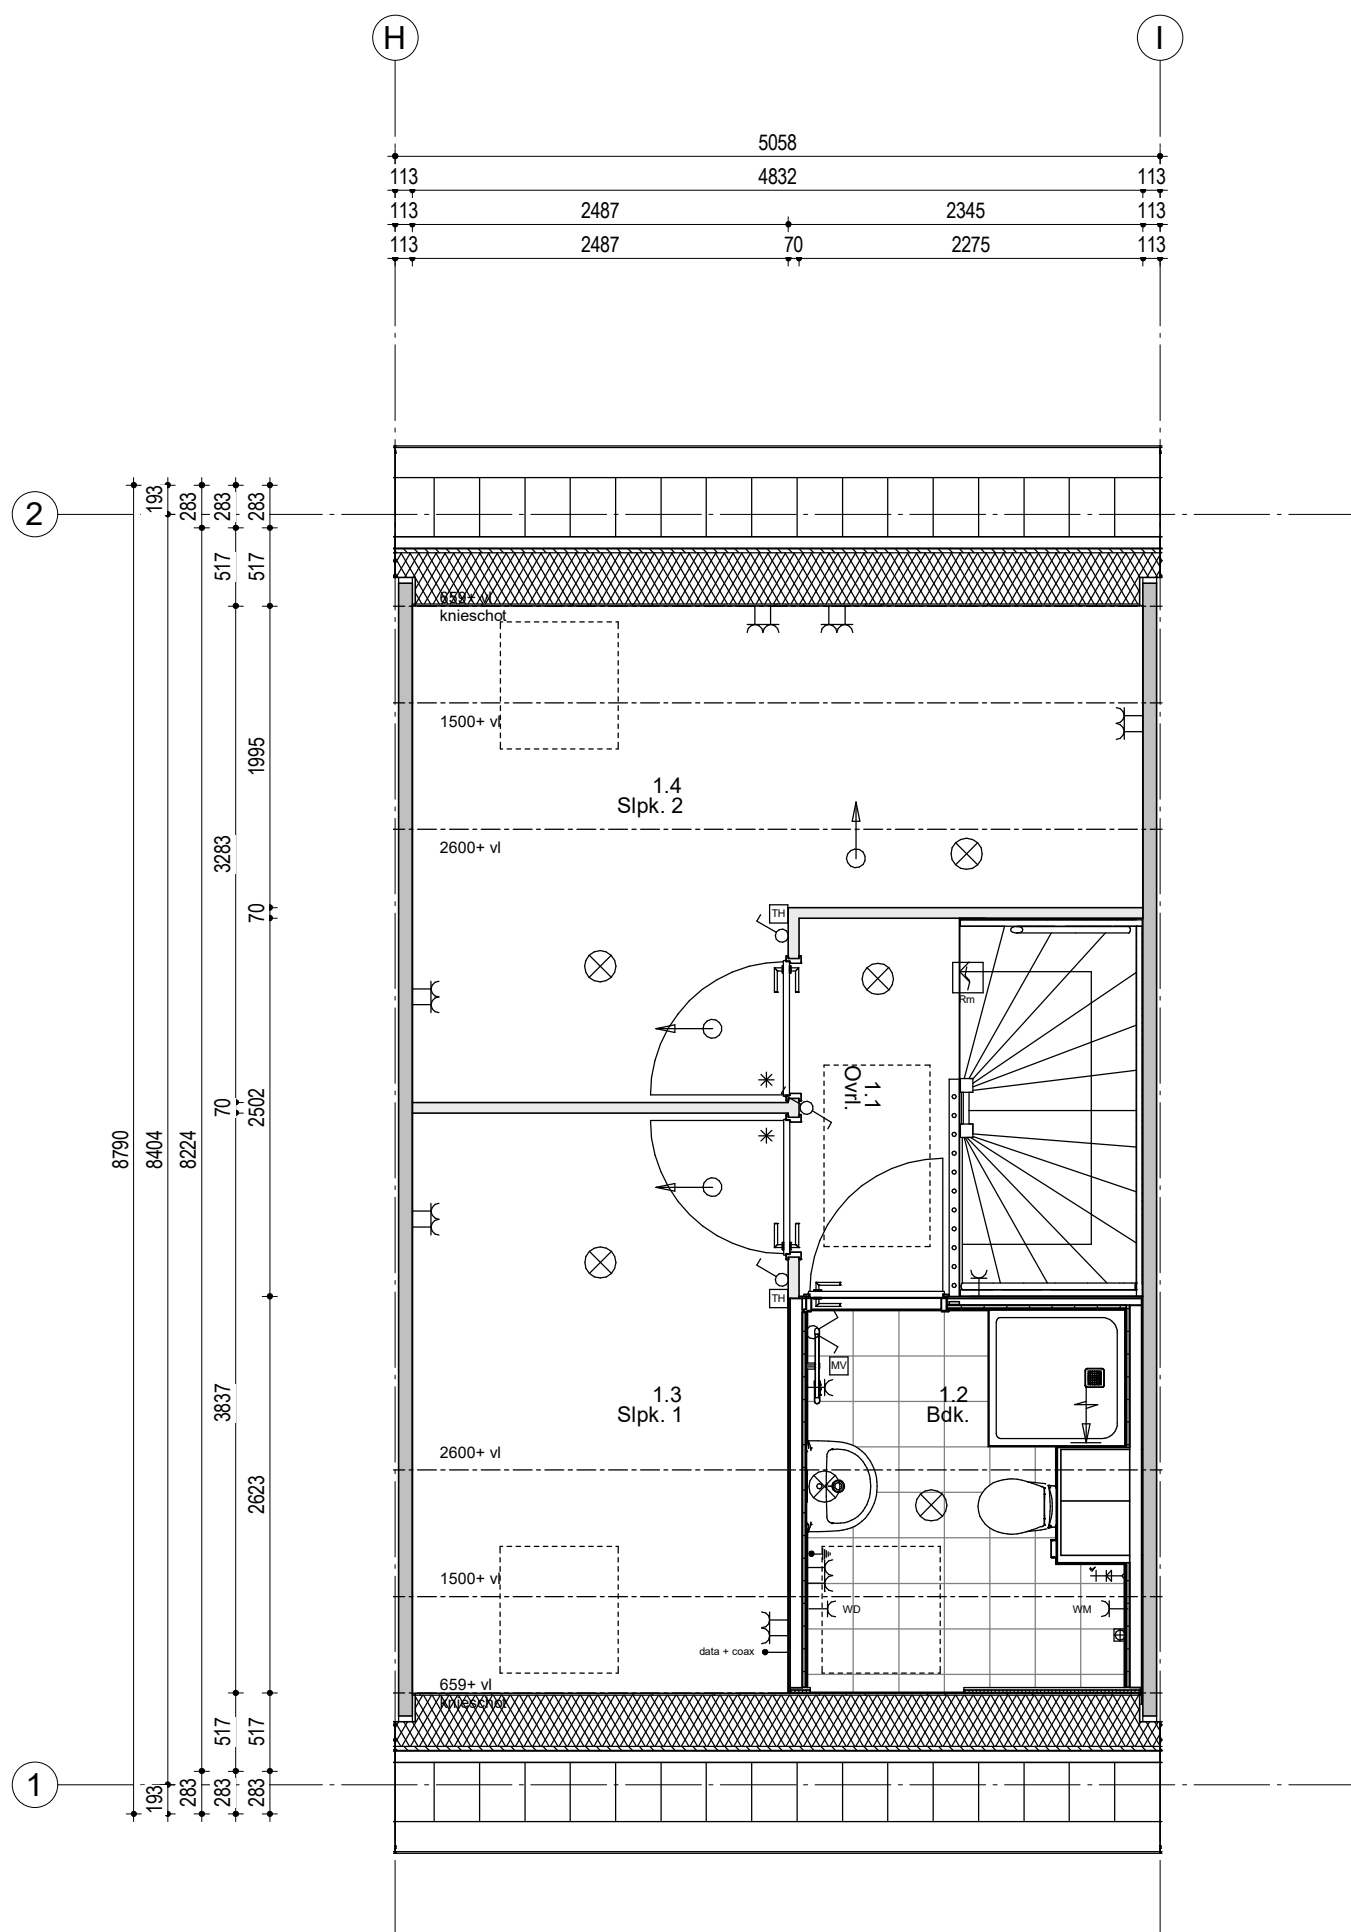 H
I
5058
113
4832
113
113
2487
2345
113
113
2487
70
2275
113
2
193
283
283
283
517
517
659+ vl
knieschot
1500+ vl
1995
1.4
Slpk. 2
3283
2600+ vl
70
TH
Rm
1.1
Ovrl.
70
2502
8790
8404
8224
TH
MV
3837
1.3
Slpk. 1
1.2
Bdk.
2600+ vl
2623
1500+ vl
WD
WM
data + coax
659+ vl
knieschot
517
517
1
193
283
283
283